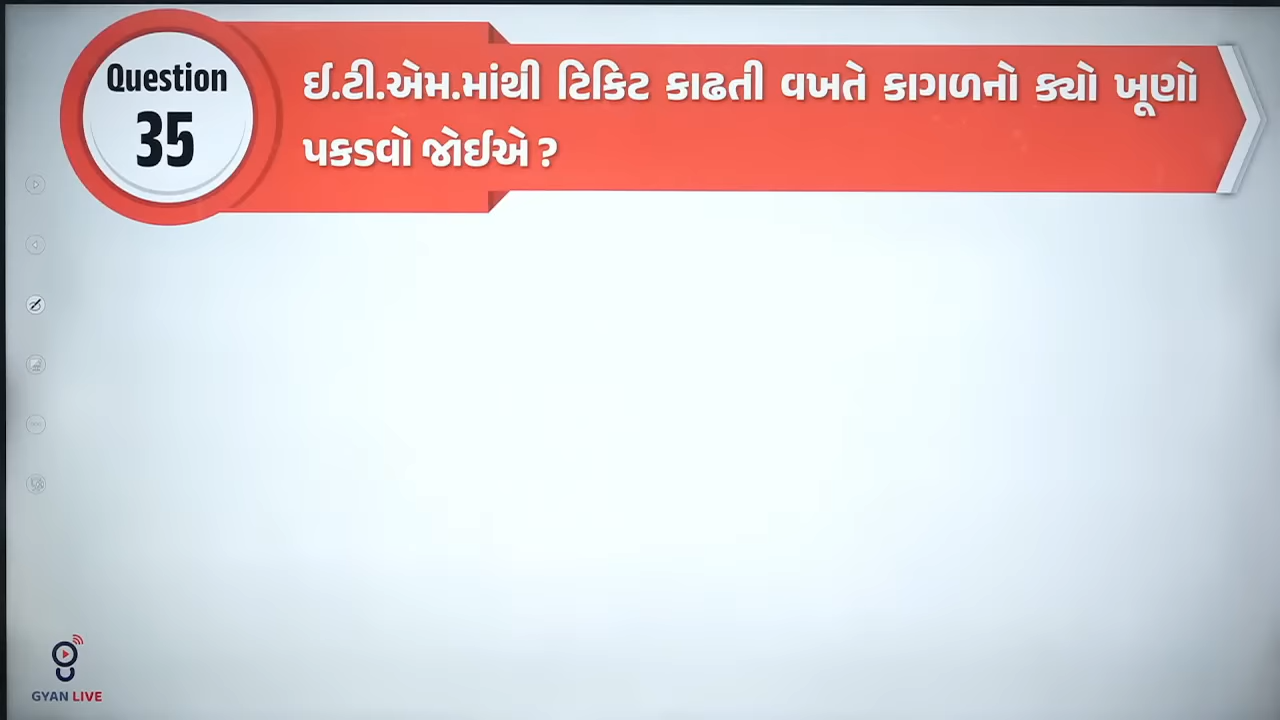 Question
35
ઈ.ટી.એમ.માંથી ટિકિટ કાઢતી વખતે કાગળનો ક્યો ખૂણો
પકડવો જોઈએ ?
GYAN LIVE